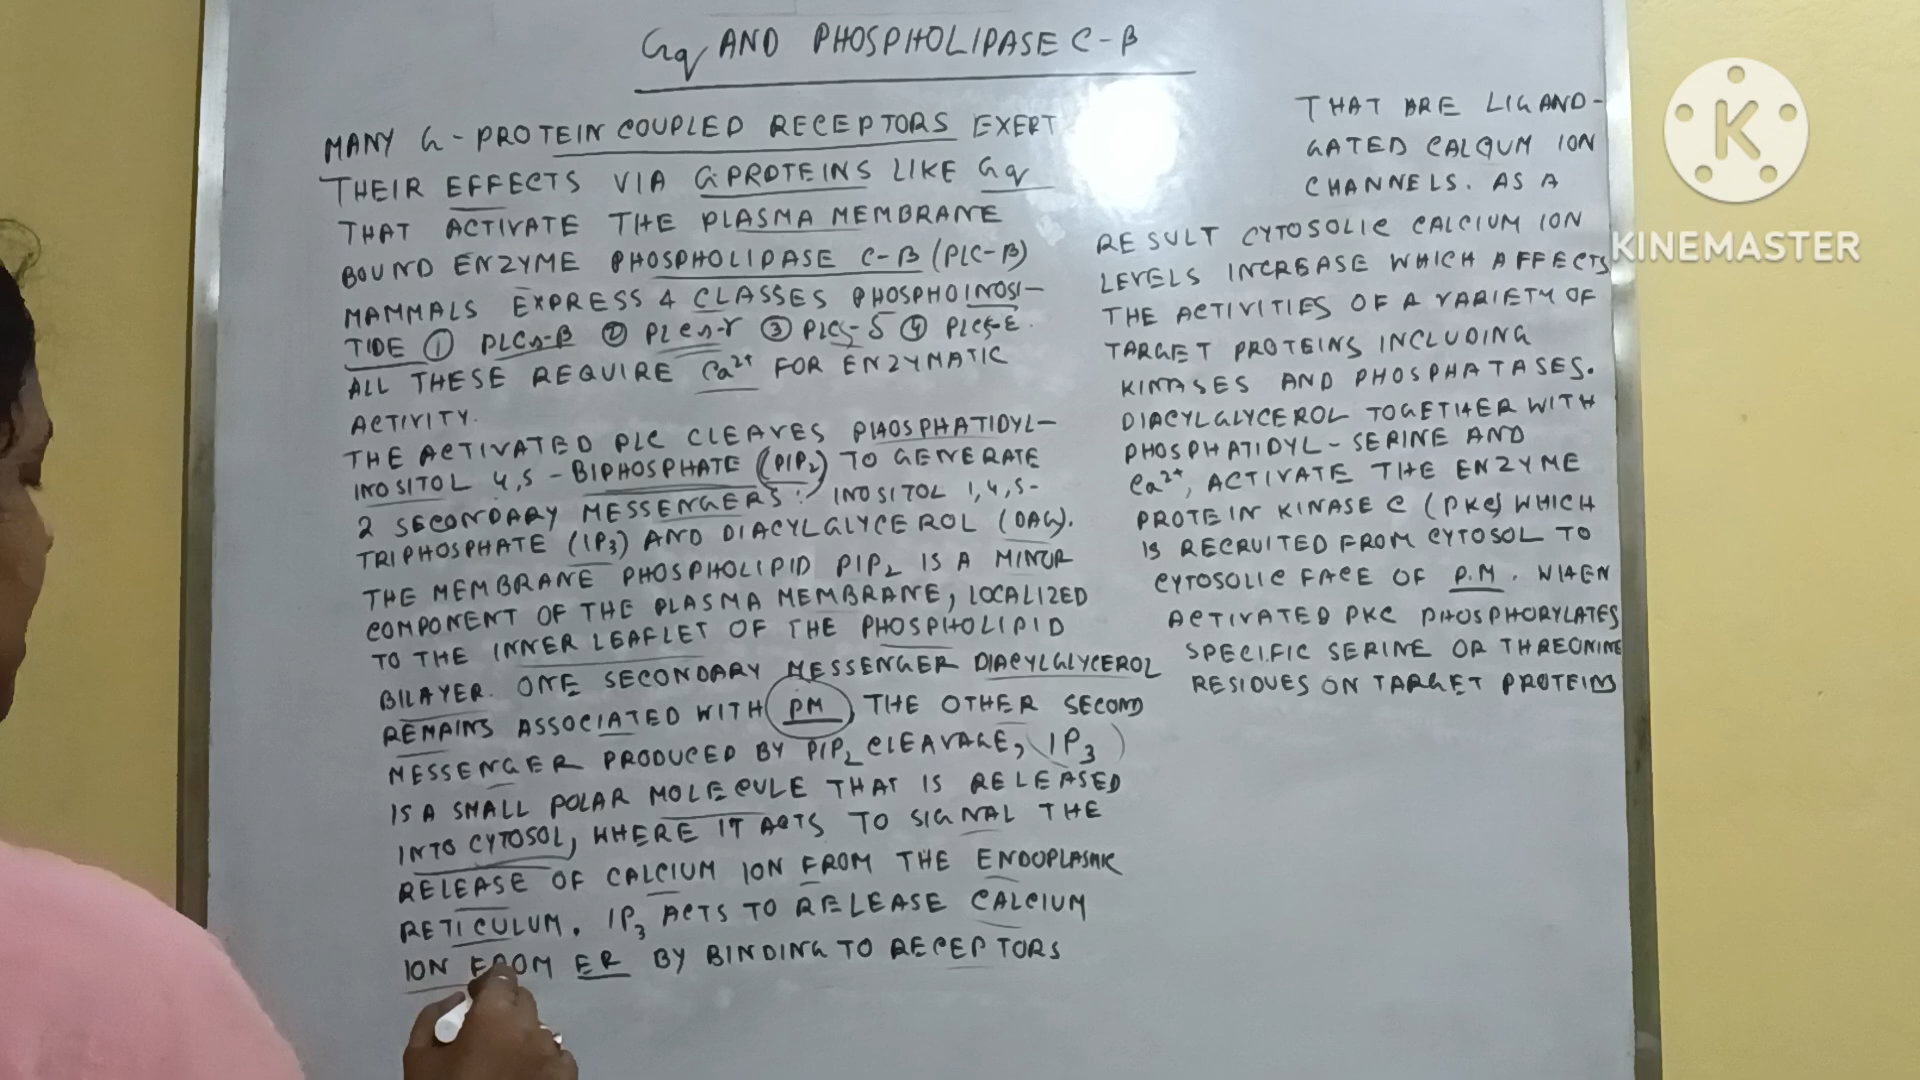 Gq AND PHOSPHOLIPASE C-β
MANY G-PROTEIN COUPLED RECEPTORS EXERT
THEIR EFFECTS VIA G PROTEINS LIKE Gq
THAT ACTIVATE THE PLASMA MEMBRANE
BOUND ENZYME PHOSPHOLIPASE C-β (PLC-β)
MAMMALS EXPRESS 4 CLASSES PHOSPHOINOSI-
TIDE ① PLC β ② PLC γ ③ PLC δ ④ PLC ε.
ALL THESE REQUIRE Ca²⁺ FOR ENZYMATIC
ACTIVITY.
THE ACTIVATED PLC CLEAVES PHOSPHATIDYL-
INOSITOL 4,5-BIPHOSPHATE (PIP₂) TO GENERATE
2 SECONDARY MESSENGERS: INOSITOL 1,4,5-
TRIPHOSPHATE (IP₃) AND DIACYLGLYCEROL (DAG).
THE MEMBRANE PHOSPHOLIPID PIP₂ IS A MINOR
COMPONENT OF THE PLASMA MEMBRANE, LOCALIZED
TO THE INNER LEAFLET OF THE PHOSPHOLIPID
BILAYER. ONE SECONDARY MESSENGER DIACYLGLYCEROL
REMAINS ASSOCIATED WITH PM, THE OTHER SECOND
MESSENGER PRODUCED BY PIP₂ CLEAVAGE, (IP₃)
IS A SMALL POLAR MOLECULE THAT IS RELEASED
INTO CYTOSOL, WHERE IT ACTS TO SIGNAL THE
RELEASE OF CALCIUM ION FROM THE ENDOPLASMIC
RETICULUM. IP₃ ACTS TO RELEASE CALCIUM
ION FROM ER BY BINDING TO RECEPTORS
THAT ARE LIGAND-
GATED CALCIUM ION
CHANNELS. AS A
RESULT CYTOSOLIC CALCIUM ION
LEVELS INCREASE WHICH AFFECTS
THE ACTIVITIES OF A VARIETY OF
TARGET PROTEINS INCLUDING
KINASES AND PHOSPHATASES.
DIACYLGLYCEROL TOGETHER WITH
PHOSPHATIDYL-SERINE AND
Ca²⁺, ACTIVATE THE ENZYME
PROTEIN KINASE C (PKC) WHICH
IS RECRUITED FROM CYTOSOL TO
CYTOSOLIC FACE OF P.M. WHEN
ACTIVATED PKC PHOSPHORYLATES
SPECIFIC SERINE OR THREONINE
RESIDUES ON TARGET PROTEINS
K
KINEMASTER